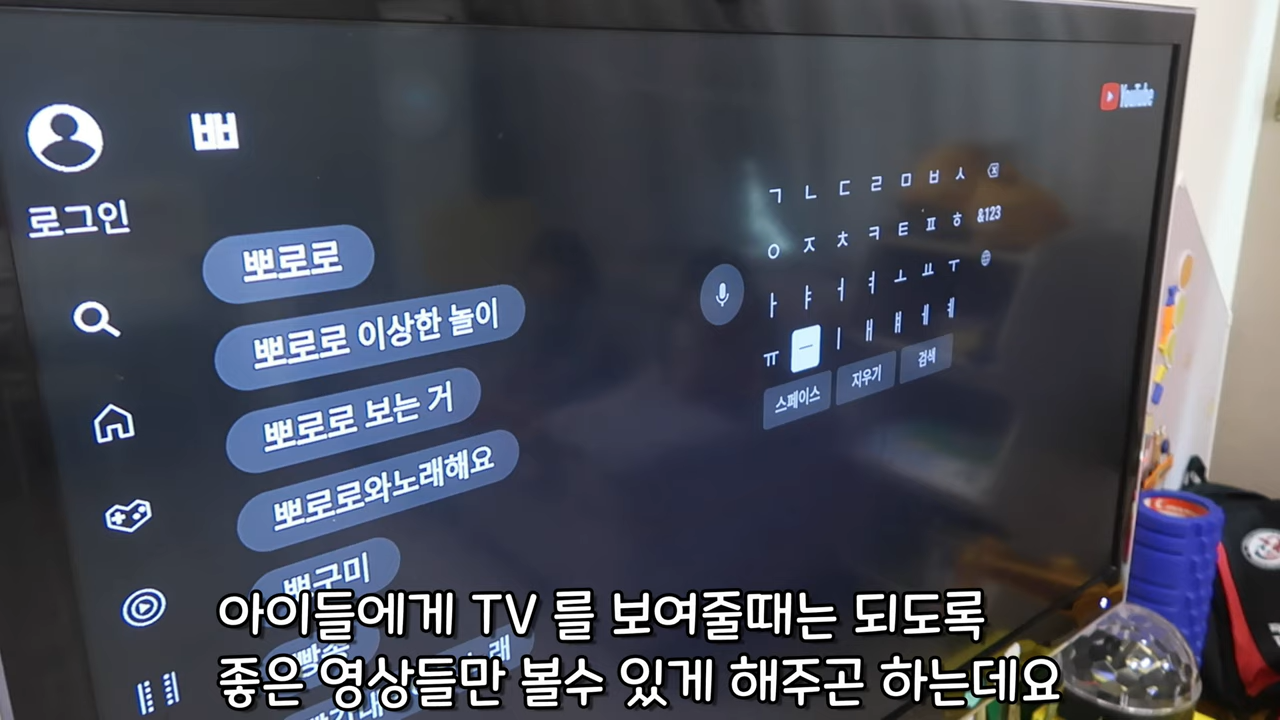 YouTube
ㅃ
로그인
뽀로로
뽀로로 이상한 놀이
뽀로로 보는 거
뽀로로와노래해요
뿌구미
ㄱ ㄴ ㄷ ㄹ ㅁ ㅂ ㅅ
ㅇ ㅈ ㅊ ㅋ ㅌ ㅍ ㅎ &123
ㅏ ㅑ ㅓ ㅕ ㅗ ㅛ ㅜ
ㅠ ㅡ ㅣ ㅐ ㅒ ㅔ ㅖ
스페이스 지우기 검색
아이들에게 TV 를 보여줄때는 되도록
좋은 영상들만 볼수 있게 해주곤 하는데요